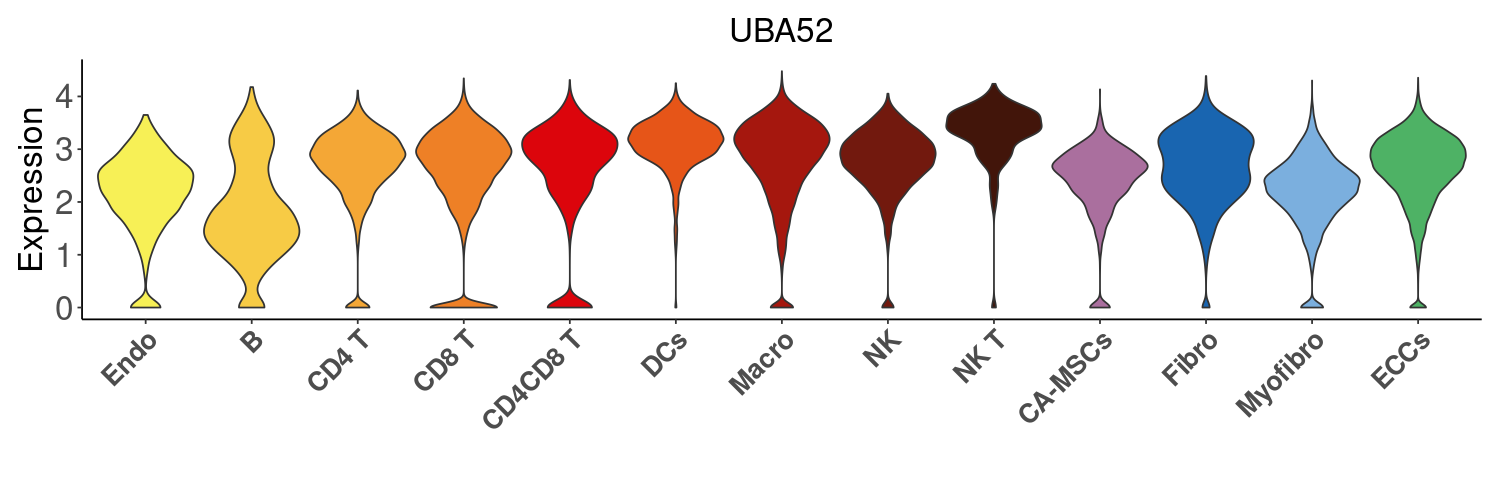 UBA52
Expression
4
3
2
1
0
Endo
B
CD4 T
CD8 T
CD4CD8 T
DCs
Macro
NK
NK T
CA-MSCs
Fibro
Myofibro
ECCs